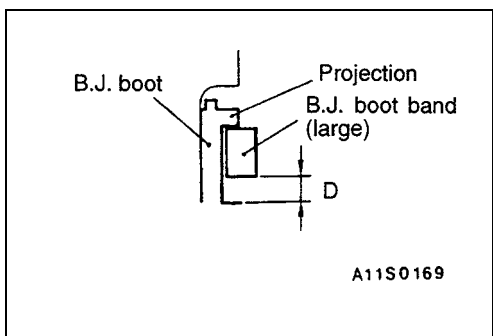 B.J. boot
Projection
B.J. boot band
(large)
D
A11S0169